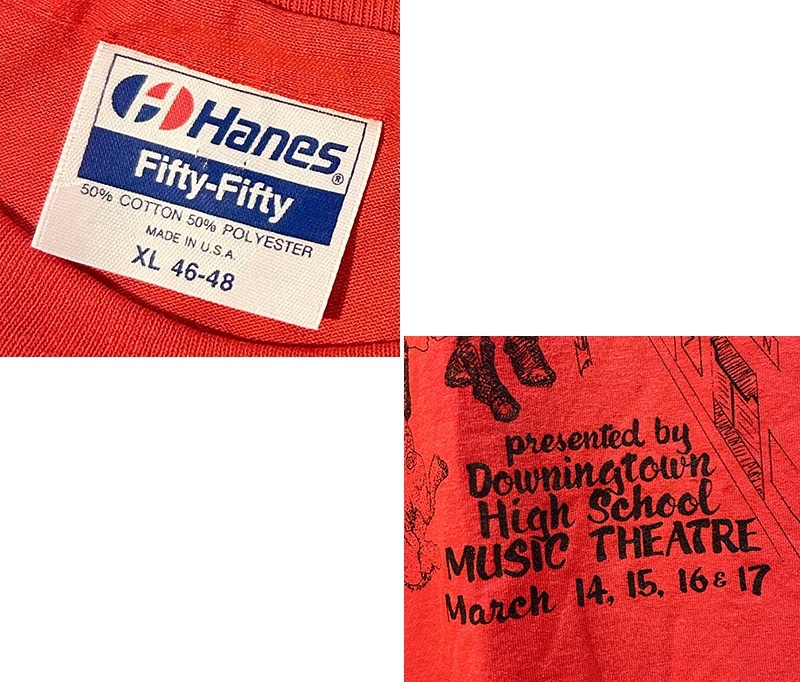 Hanes®
Fifty-Fifty
50% COTTON 50% POLYESTER
MADE IN U.S.A.
XL 46-48
presented by
Downingtown
High School
MUSIC THEATRE
March 14, 15, 16 & 17